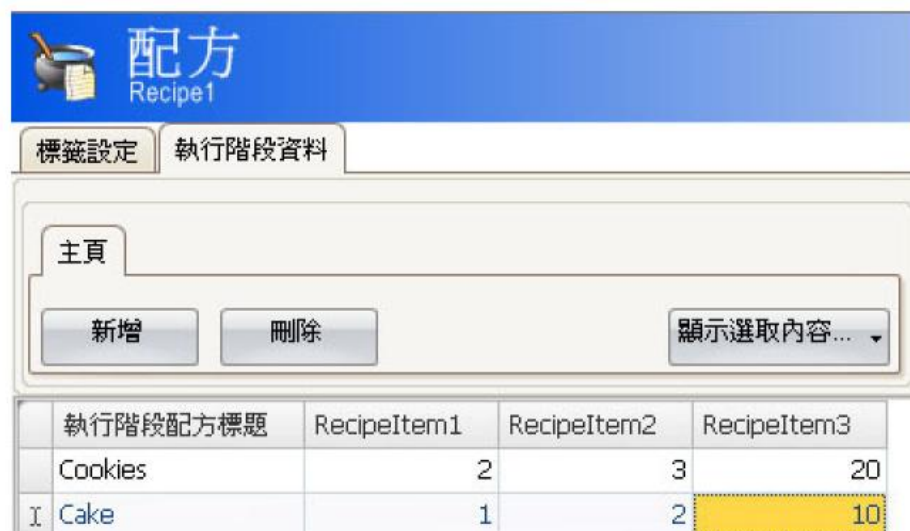 配方
Recipe1
標籤設定 執行階段資料
主頁
新增 刪除 顯示選取內容...
執行階段配方標題 RecipeItem1 RecipeItem2 RecipeItem3
Cookies 2 3 20
Cake 1 2 10